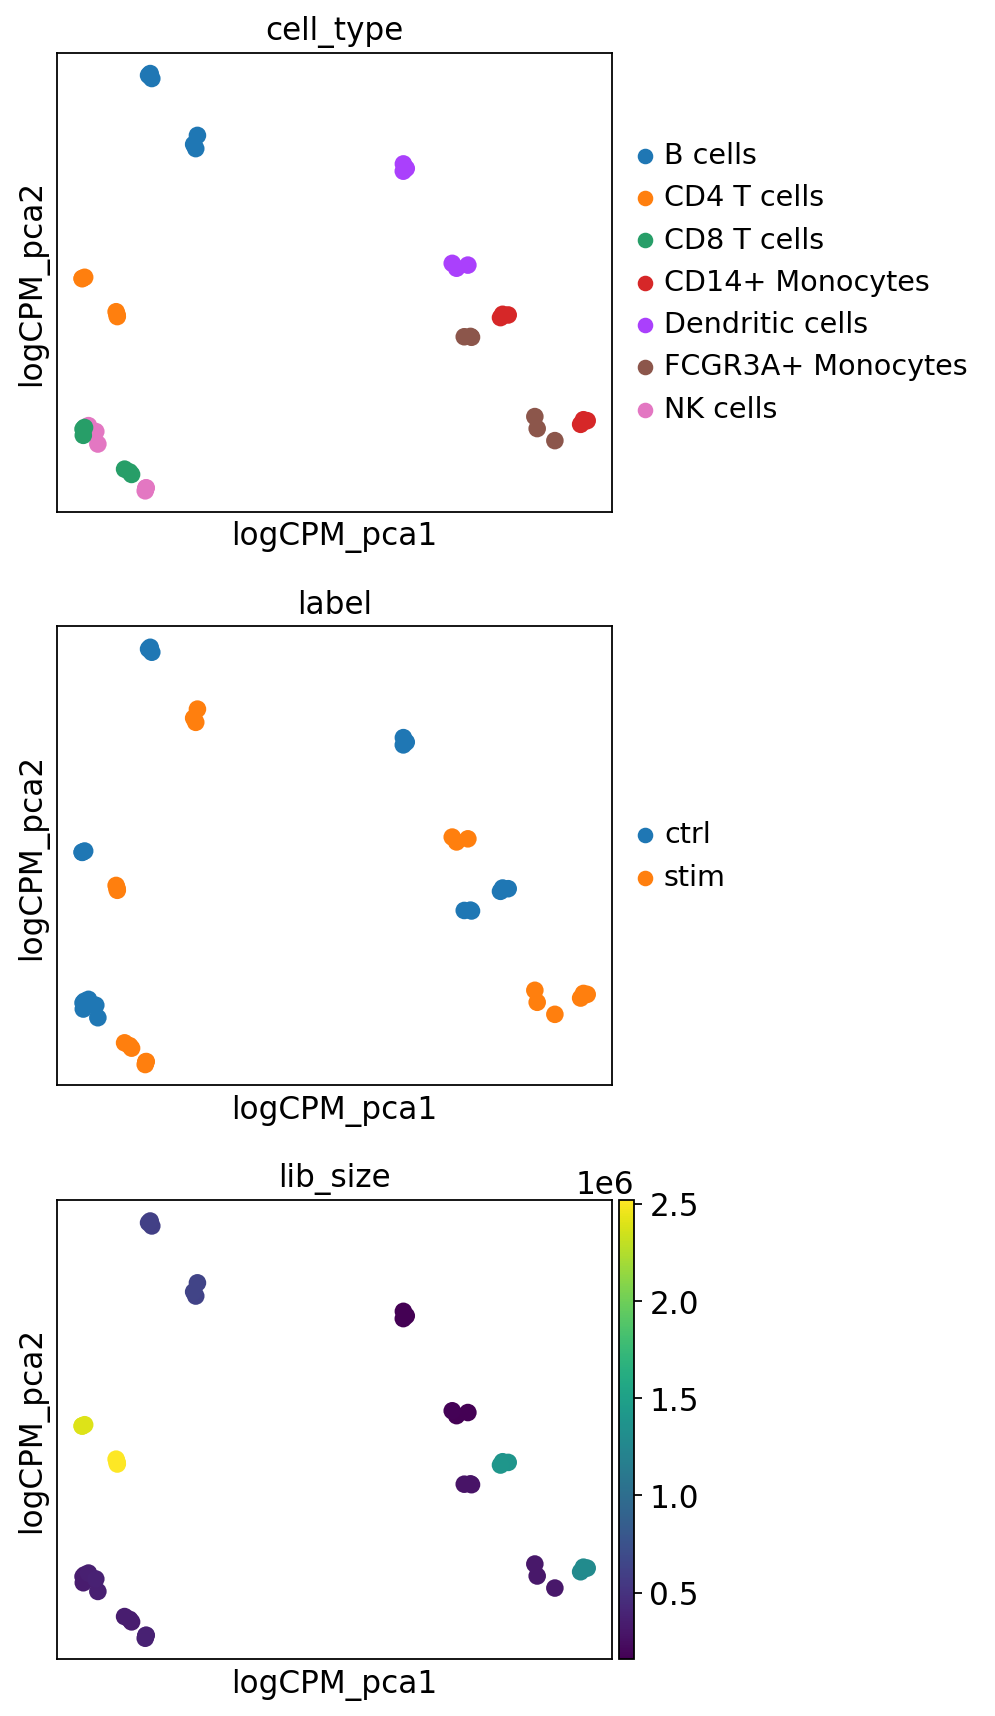 cell_type
logCPM_pca2
logCPM_pca1
B cells
CD4 T cells
CD8 T cells
CD14+ Monocytes
Dendritic cells
FCGR3A+ Monocytes
NK cells
label
logCPM_pca2
logCPM_pca1
ctrl
stim
lib_size
1e6
logCPM_pca2
logCPM_pca1
2.5
2.0
1.5
1.0
0.5